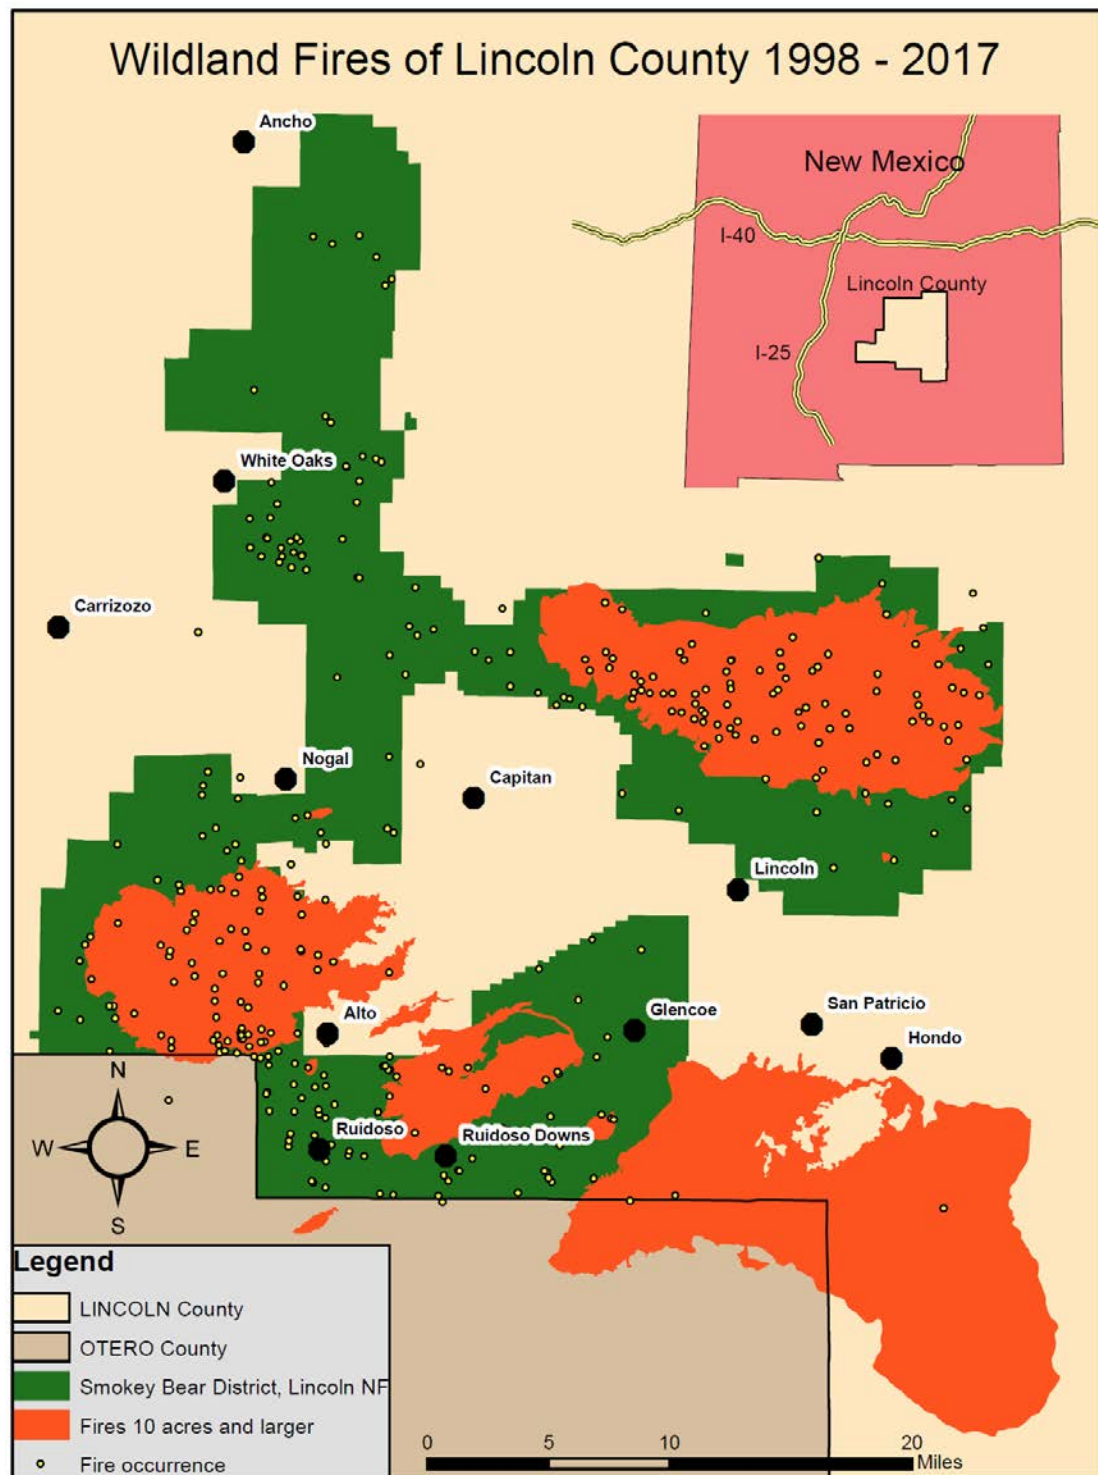 Wildland Fires of Lincoln County 1998 - 2017
Ancho
New Mexico
I-40
Lincoln County
I-25
White Oaks
Carrizozo
Nogal
Capitan
Lincoln
Alto
Glencoe
San Patricio
Hondo
N
W
E
S
Ruidoso
Ruidoso Downs
Legend
LINCOLN County
OTERO County
Smokey Bear District, Lincoln NF
Fires 10 acres and larger
Fire occurrence
0
5
10
20
Miles